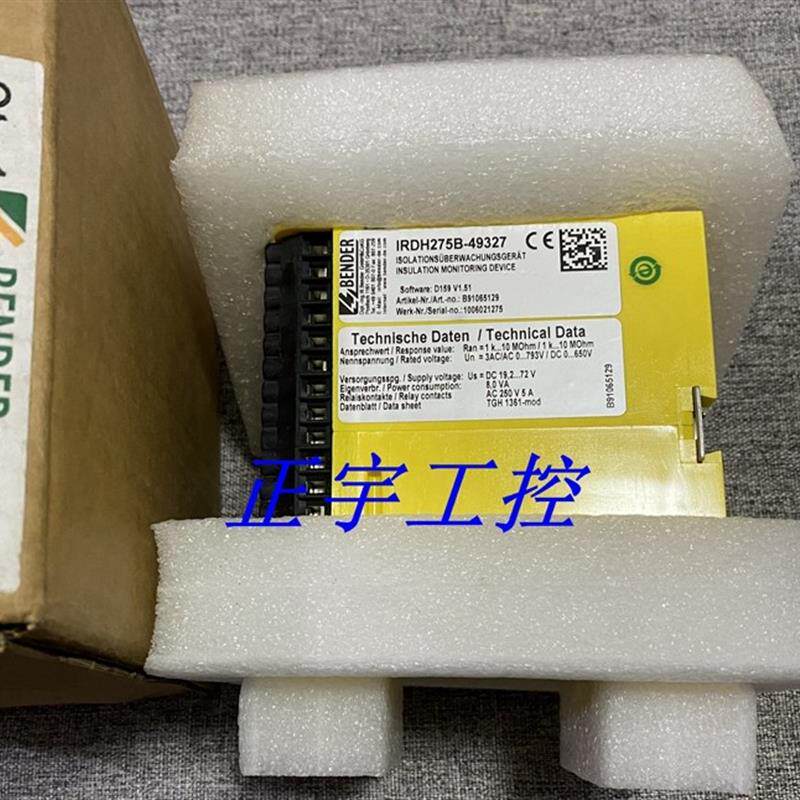 BENDER
BENDER
IRDH275B-49327
CE
ISOLATIONSÜBERWACHUNGSGERÄT
INSULATION MONITORING DEVICE
Software: D159 V1.51
Artikel-Nr./Art.-no.: B91065129
Werk-Nr./Serial-no.:1006021275
Technische Daten / Technical Data
Ansprechwert / Response value: Ran = 1 k...10 MOhm / 1 k...10 MOhm
Nennspannung / Rated voltage: Un = 3AC/AC 0...793V / DC 0...650V
Versorgungsspg. / Supply voltage: Us = DC 19,2...72 V
Eigenverbr. / Power consumption: 8,0 VA
Relaiskontakte / Relay contacts AC 250 V 5 A
Datenblatt / Data sheet TGH 1361-mod
B91065129
正宇工控